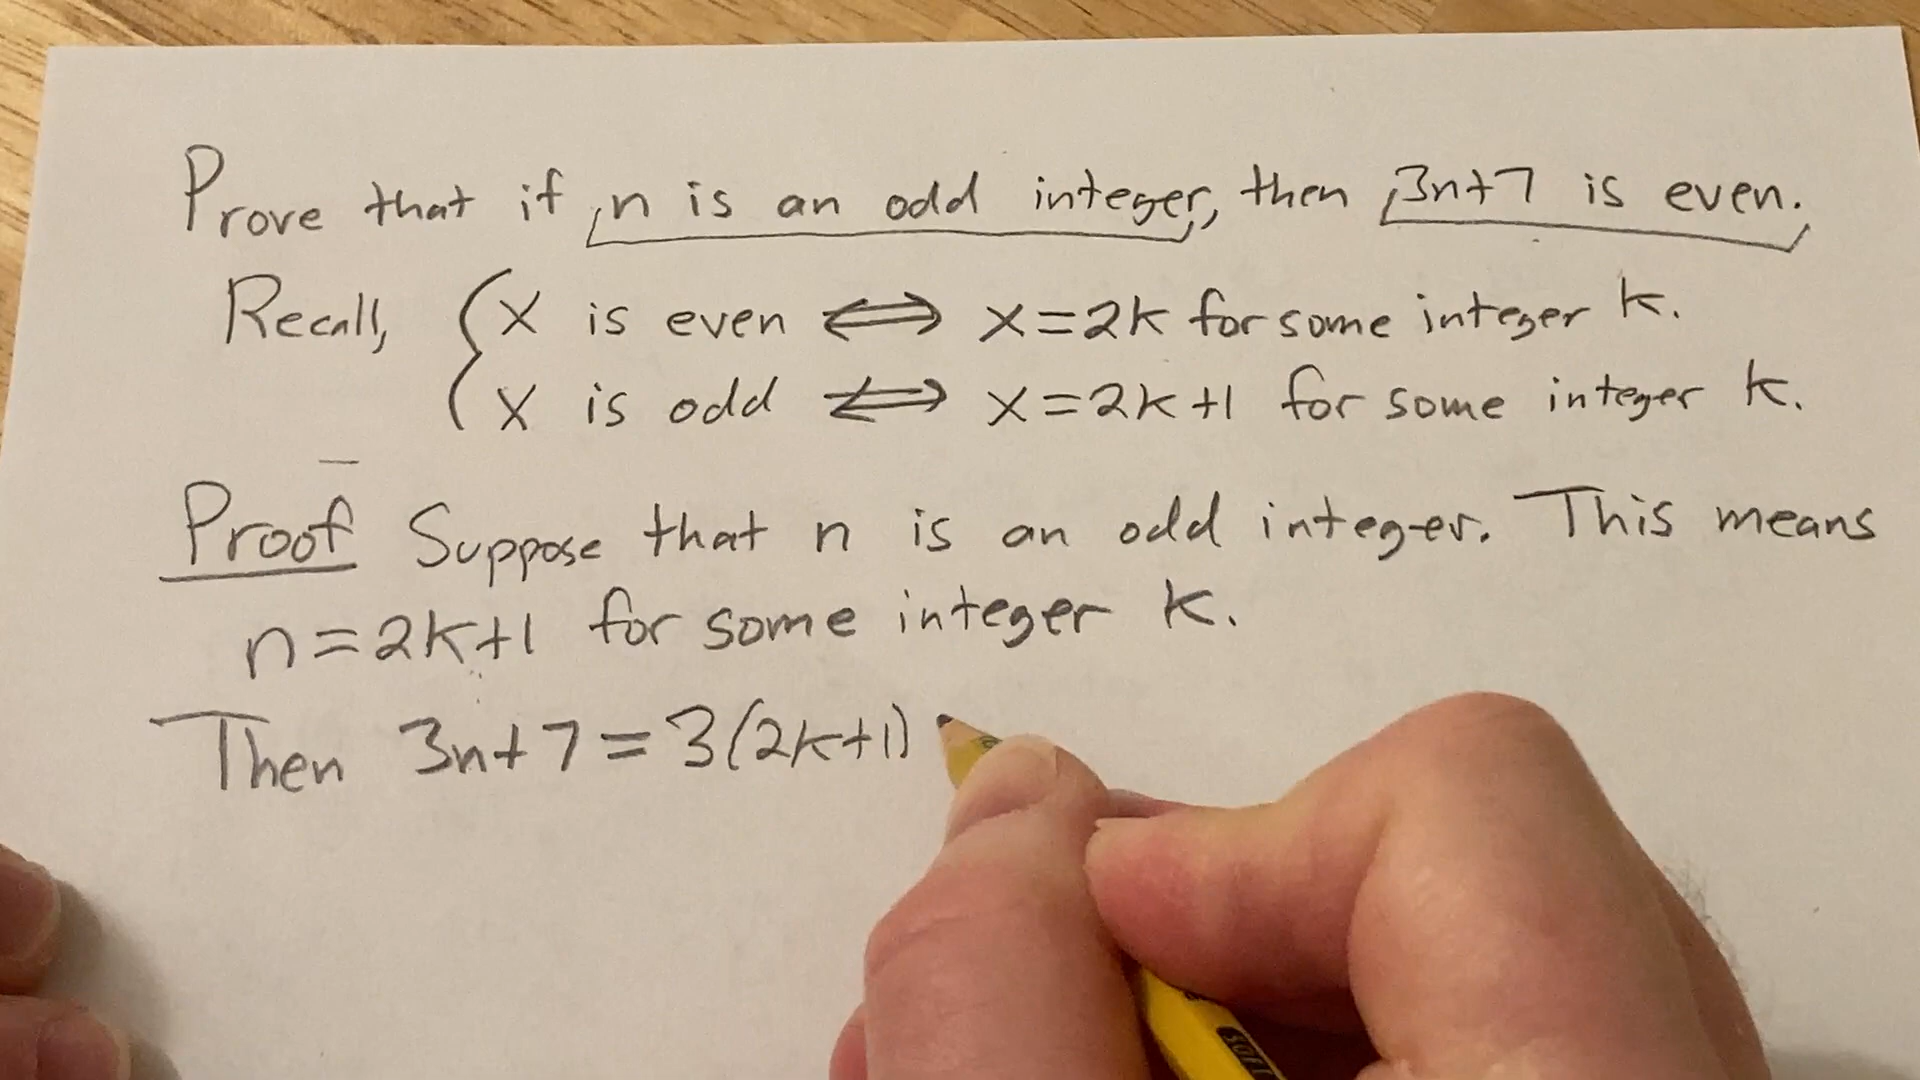 Prove that if n is an odd integer, then 3n+7 is even.
Recall, { X is even ⟺ x=2k for some integer k.
X is odd ⟺ x=2k+1 for some integer k.
Proof Suppose that n is an odd integer. This means
n=2k+1 for some integer k.
Then 3n+7=3(2k+1)
SOFT